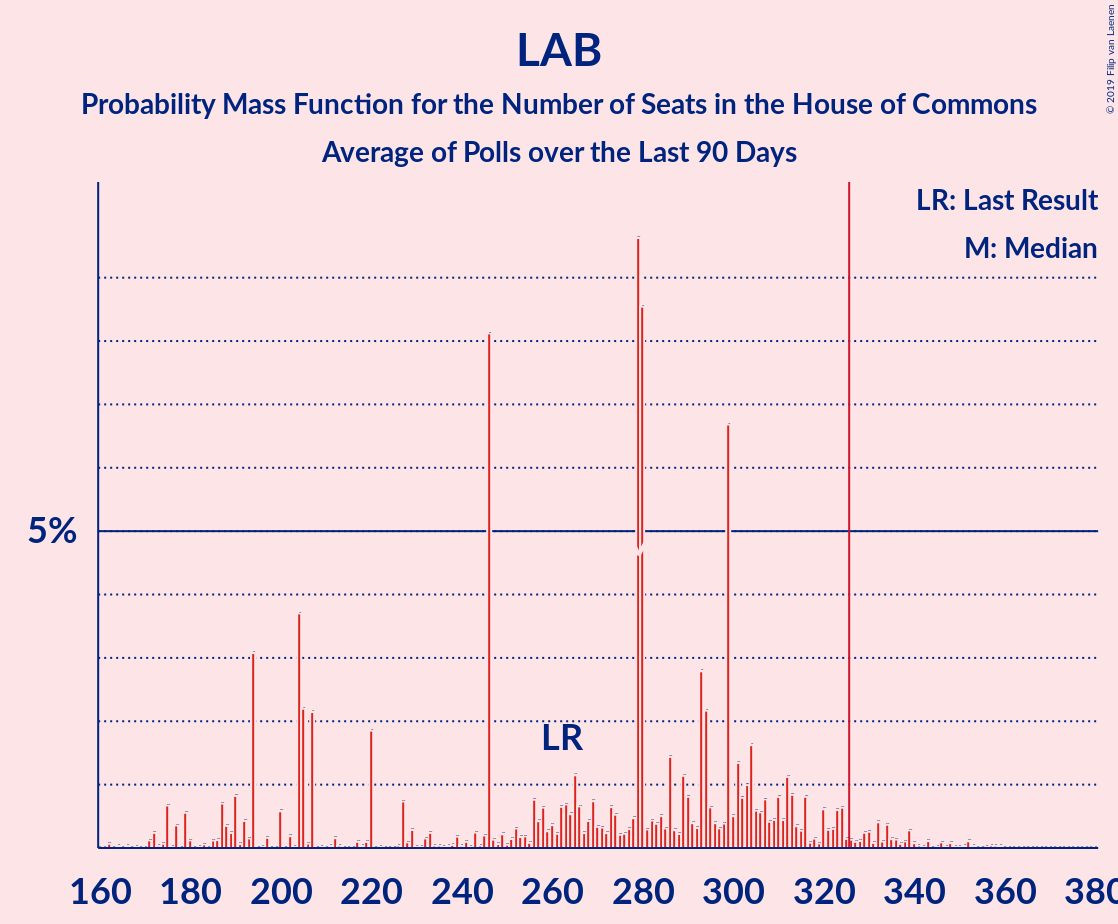 LAB
Probability Mass Function for the Number of Seats in the House of Commons
Average of Polls over the Last 90 Days
© 2019 Filip van Laenen
LR: Last Result
M: Median
5%
LR
160 180 200 220 240 260 280 300 320 340 360 380